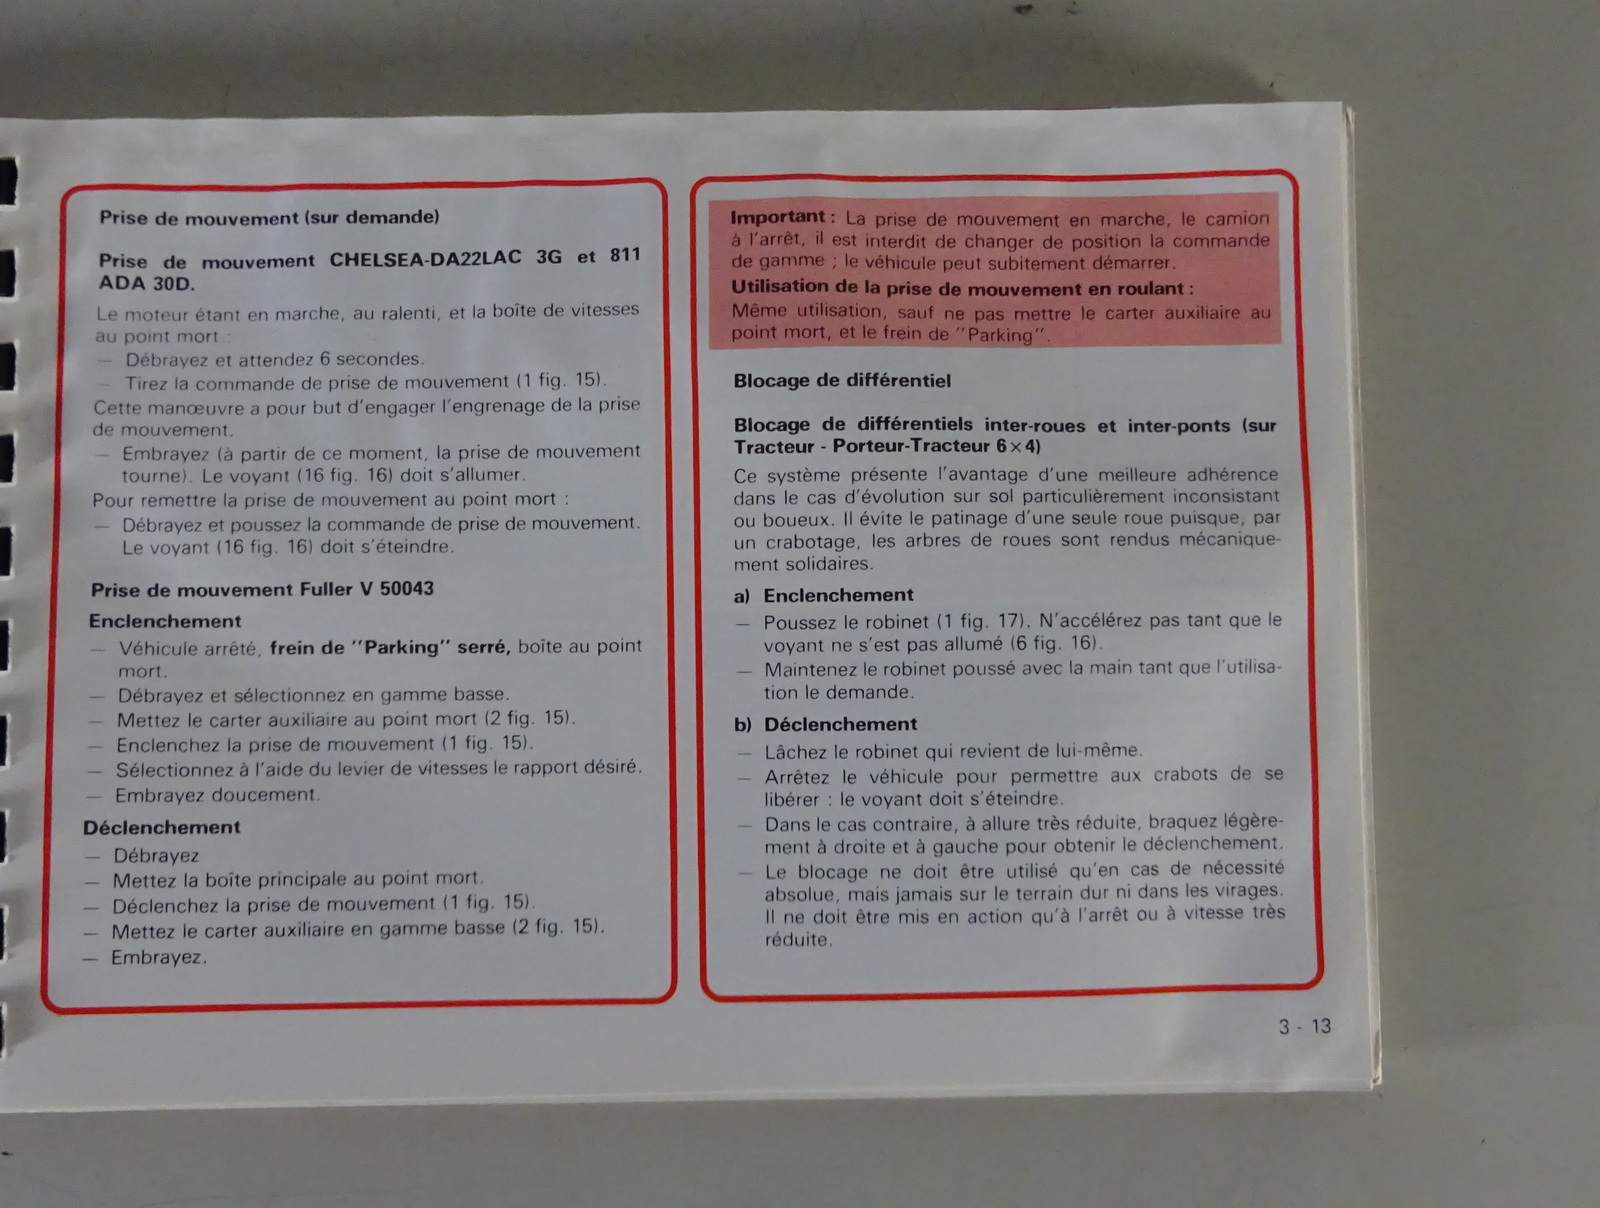 Prise de mouvement (sur demande)
Prise de mouvement CHELSEA-DA22LAC 3G et 811
ADA 30D.
Le moteur étant en marche, au ralenti, et la boîte de vitesses
au point mort :
— Débrayez et attendez 6 secondes.
— Tirez la commande de prise de mouvement (1 fig. 15).
Cette manœuvre a pour but d'engager l'engrenage de la prise
de mouvement.
— Embrayez (à partir de ce moment, la prise de mouvement
tourne). Le voyant (16 fig. 16) doit s'allumer.
Pour remettre la prise de mouvement au point mort :
— Débrayez et poussez la commande de prise de mouvement.
Le voyant (16 fig. 16) doit s'éteindre.
Prise de mouvement Fuller V 50043
Enclenchement
— Véhicule arrêté, frein de "Parking" serré, boîte au point
mort.
— Débrayez et sélectionnez en gamme basse.
— Mettez le carter auxiliaire au point mort (2 fig. 15).
— Enclenchez la prise de mouvement (1 fig. 15).
— Sélectionnez à l'aide du levier de vitesses le rapport désiré.
— Embrayez doucement.
Déclenchement
— Débrayez
— Mettez la boîte principale au point mort.
— Déclenchez la prise de mouvement (1 fig. 15).
— Mettez le carter auxiliaire en gamme basse (2 fig. 15).
— Embrayez.
Important : La prise de mouvement en marche, le camion
à l'arrêt, il est interdit de changer de position la commande
de gamme ; le véhicule peut subitement démarrer.
Utilisation de la prise de mouvement en roulant :
Même utilisation, sauf ne pas mettre le carter auxiliaire au
point mort, et le frein de "Parking".
Blocage de différentiel
Blocage de différentiels inter-roues et inter-ponts (sur
Tracteur - Porteur-Tracteur 6×4)
Ce système présente l'avantage d'une meilleure adhérence
dans le cas d'évolution sur sol particulièrement inconsistant
ou boueux. Il évite le patinage d'une seule roue puisque, par
un crabotage, les arbres de roues sont rendus mécanique-
ment solidaires.
a) Enclenchement
— Poussez le robinet (1 fig. 17). N'accélérez pas tant que le
voyant ne s'est pas allumé (6 fig. 16).
— Maintenez le robinet poussé avec la main tant que l'utilisa-
tion le demande.
b) Déclenchement
— Lâchez le robinet qui revient de lui-même.
— Arrêtez le véhicule pour permettre aux crabots de se
libérer : le voyant doit s'éteindre.
— Dans le cas contraire, à allure très réduite, braquez légère-
ment à droite et à gauche pour obtenir le déclenchement.
— Le blocage ne doit être utilisé qu'en cas de nécessité
absolue, mais jamais sur le terrain dur ni dans les virages.
Il ne doit être mis en action qu'à l'arrêt ou à vitesse très
réduite.
3 - 13